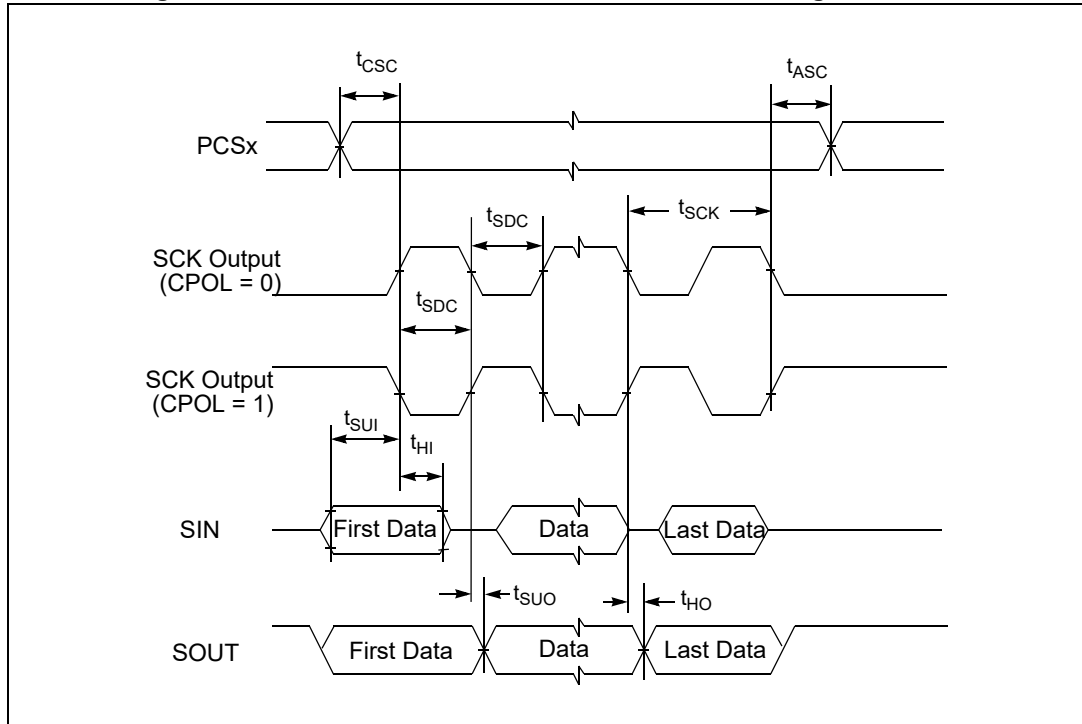 tCSC
tASC
PCSx
tSCK
tSDC
SCK Output
(CPOL = 0)
tSDC
SCK Output
(CPOL = 1)
tSUI
tHI
SIN
First Data
Data
Last Data
tSUO
tHO
SOUT
First Data
Data
Last Data